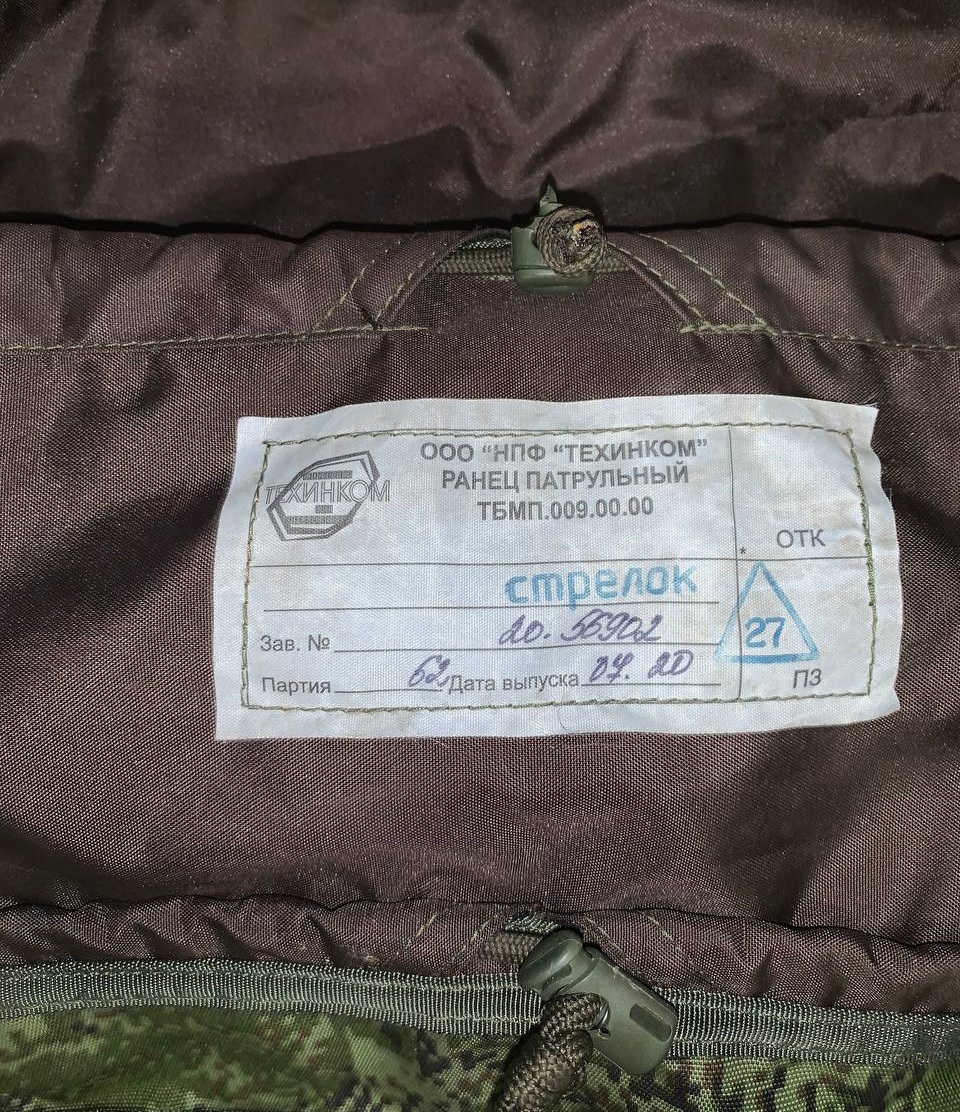 ООО “НПФ “ТЕХИНКОМ”
РАНЕЦ ПАТРУЛЬНЫЙ
ТБМП.009.00.00
ТЕХИНКОМ
* ОТК
стрелок
Зав. № 20.56902
27
Партия 62 Дата выпуска 07.20
ПЗ